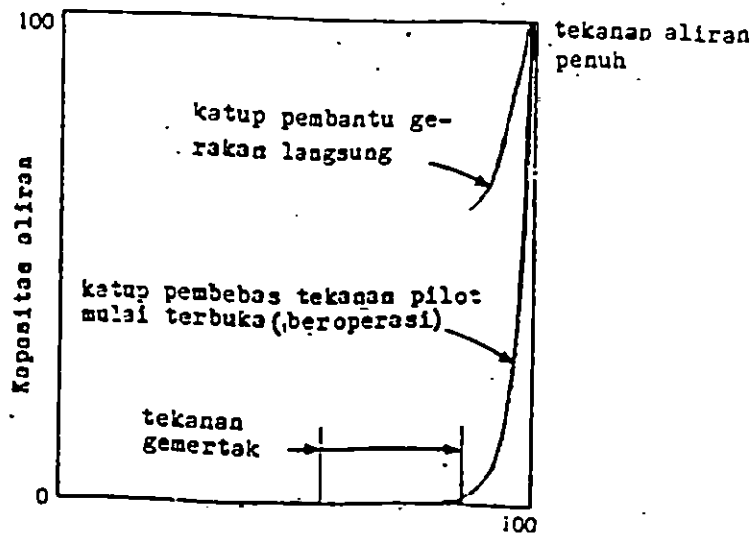 100
tekanan aliran
penuh
katup pembantu ge-
rakan langsung
Kapasitas aliran
katup pembebas tekanan pilot
mulai terbuka (beroperasi)
tekanan
gemertak
0
100